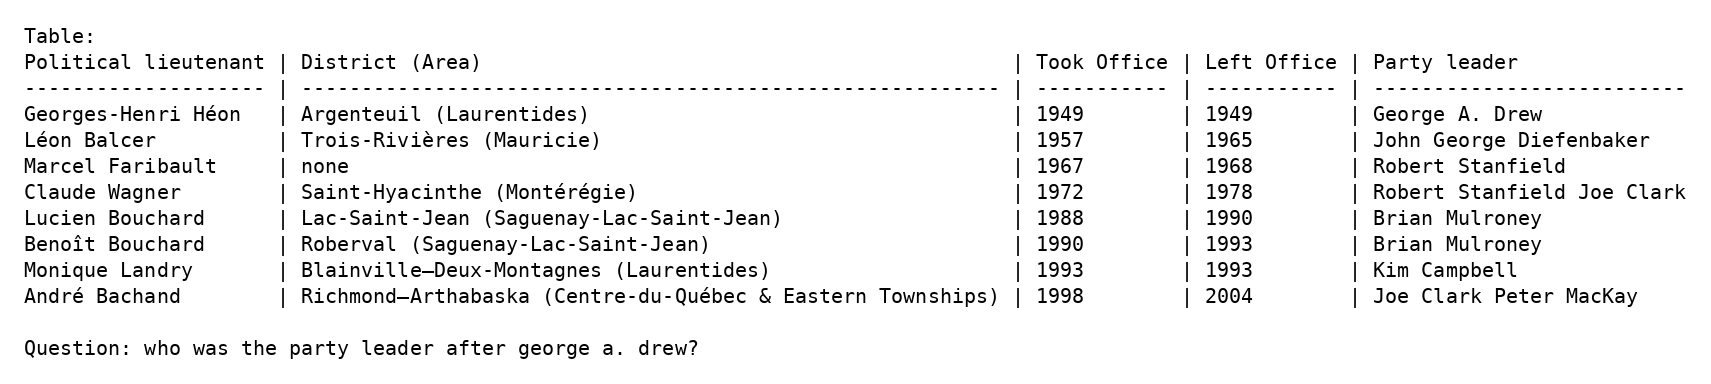 Table:
Political lieutenant | District (Area)                                            | Took Office | Left Office | Party leader
-------------------- | ---------------------------------------------------------- | ----------- | ----------- | --------------------------
Georges-Henri Héon   | Argenteuil (Laurentides)                                   | 1949        | 1949        | George A. Drew
Léon Balcer          | Trois-Rivières (Mauricie)                                  | 1957        | 1965        | John George Diefenbaker
Marcel Faribault     | none                                                       | 1967        | 1968        | Robert Stanfield
Claude Wagner        | Saint-Hyacinthe (Montérégie)                               | 1972        | 1978        | Robert Stanfield Joe Clark
Lucien Bouchard      | Lac-Saint-Jean (Saguenay-Lac-Saint-Jean)                   | 1988        | 1990        | Brian Mulroney
Benoît Bouchard      | Roberval (Saguenay-Lac-Saint-Jean)                         | 1990        | 1993        | Brian Mulroney
Monique Landry       | Blainville—Deux-Montagnes (Laurentides)                    | 1993        | 1993        | Kim Campbell
André Bachand        | Richmond—Arthabaska (Centre-du-Québec & Eastern Townships) | 1998        | 2004        | Joe Clark Peter MacKay
Question: who was the party leader after george a. drew?